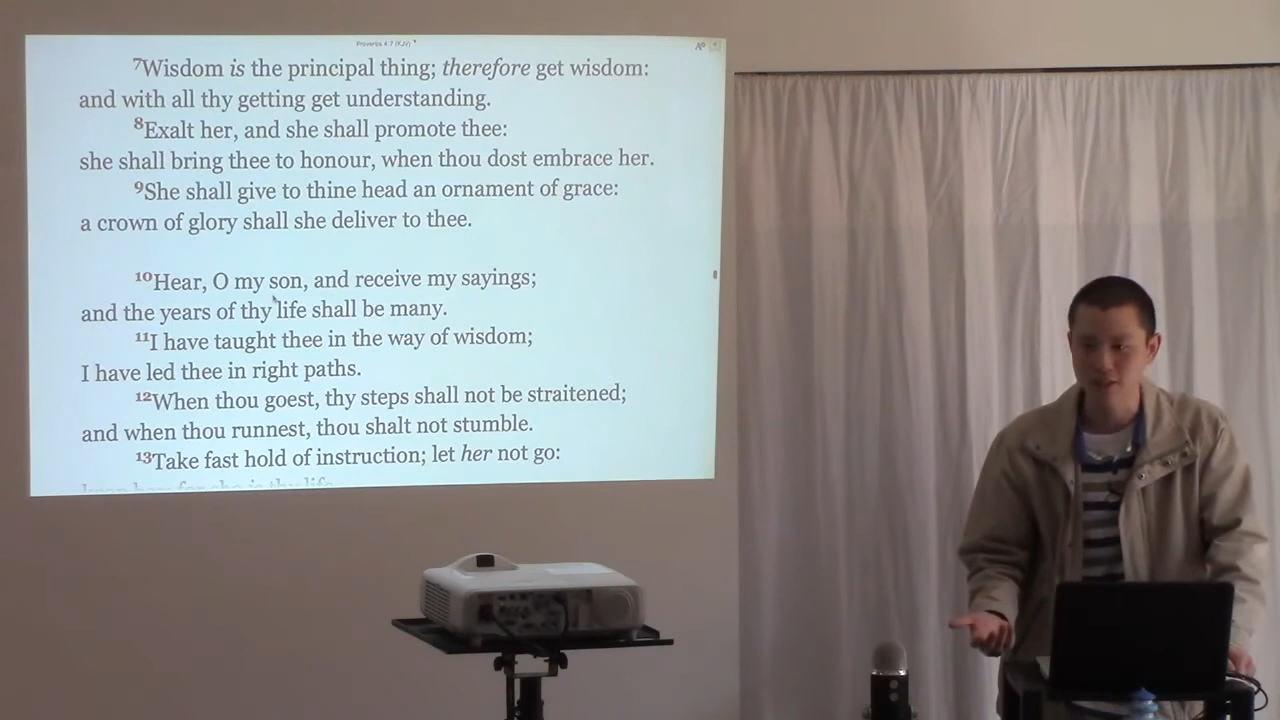 Proverbs 4:7 (KJV)
7Wisdom is the principal thing; therefore get wisdom:
and with all thy getting get understanding.
8Exalt her, and she shall promote thee:
she shall bring thee to honour, when thou dost embrace her.
9She shall give to thine head an ornament of grace:
a crown of glory shall she deliver to thee.
10Hear, O my son, and receive my sayings;
and the years of thy life shall be many.
11I have taught thee in the way of wisdom;
I have led thee in right paths.
12When thou goest, thy steps shall not be straitened;
and when thou runnest, thou shalt not stumble.
13Take fast hold of instruction; let her not go: